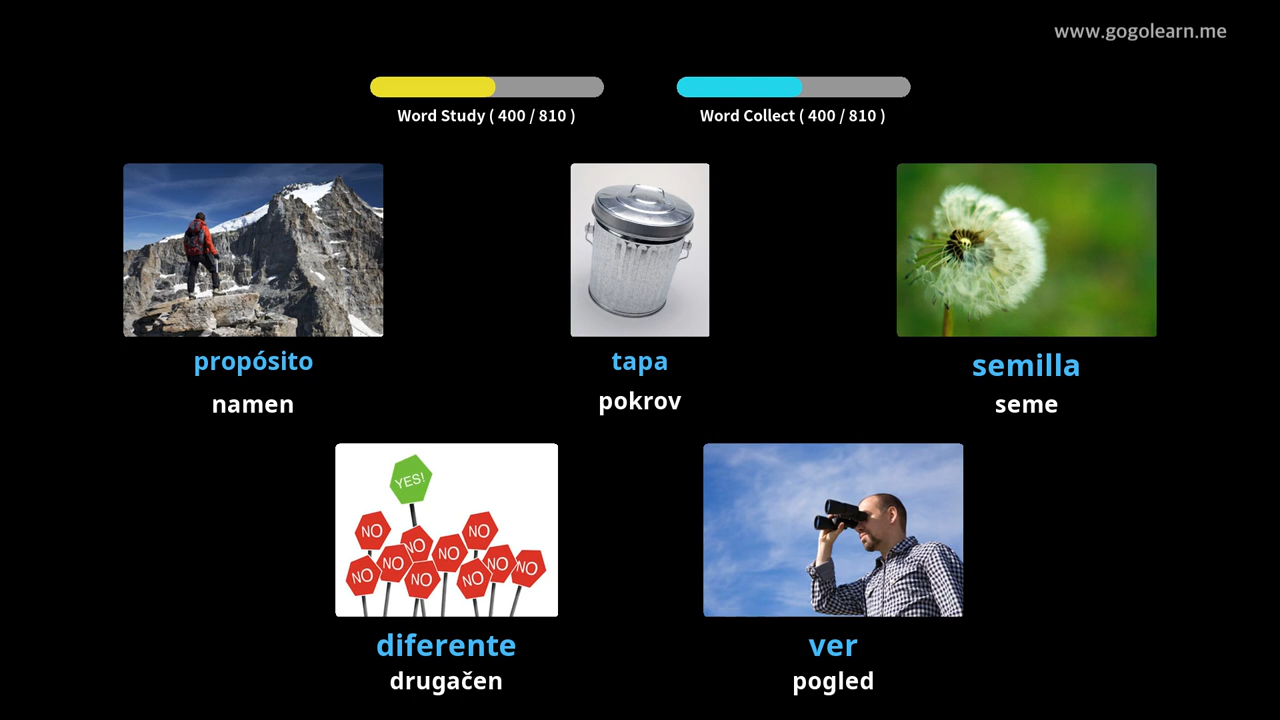 www.gogolearn.me
Word Study ( 400 / 810 )
Word Collect ( 400 / 810 )
propósito
namen
tapa
pokrov
semilla
seme
YES!
NO
NO
NO
NO
NO
NO
NO
NO
NO
NO
diferente
drugačen
ver
pogled